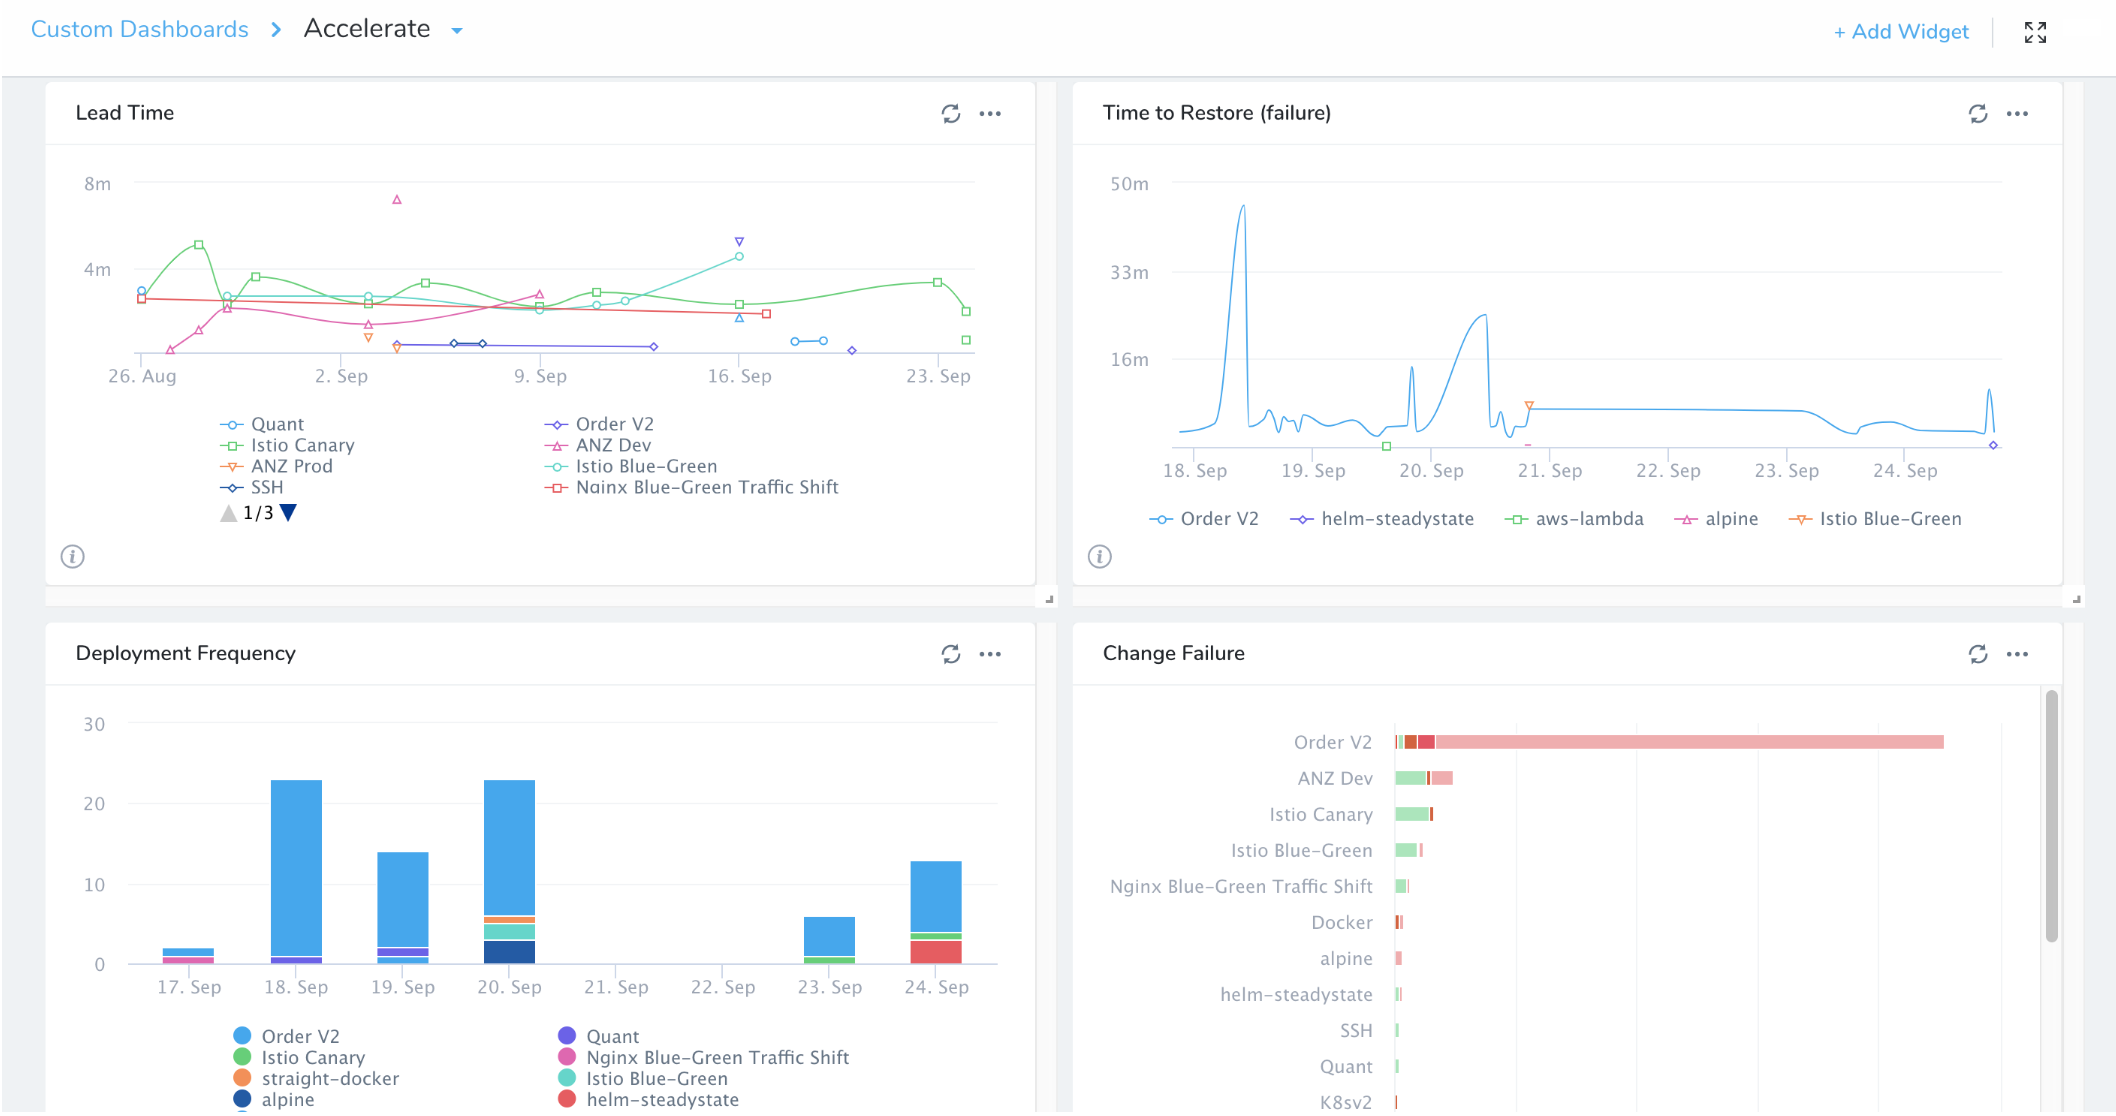 Custom Dashboards > Accelerate
+ Add Widget
Lead Time
8m
4m
26. Aug 2. Sep 9. Sep 16. Sep 23. Sep
Quant Order V2
Istio Canary ANZ Dev
ANZ Prod Istio Blue-Green
SSH Nginx Blue-Green Traffic Shift
1/3
i
Time to Restore (failure)
50m
33m
16m
18. Sep 19. Sep 20. Sep 21. Sep 22. Sep 23. Sep 24. Sep
Order V2 helm-steadystate aws-lambda alpine Istio Blue-Green
i
Deployment Frequency
30
20
10
0
17. Sep 18. Sep 19. Sep 20. Sep 21. Sep 22. Sep 23. Sep 24. Sep
Order V2 Quant
Istio Canary Nginx Blue-Green Traffic Shift
straight-docker Istio Blue-Green
alpine helm-steadystate
Change Failure
Order V2
ANZ Dev
Istio Canary
Istio Blue-Green
Nginx Blue-Green Traffic Shift
Docker
alpine
helm-steadystate
SSH
Quant
K8sv2